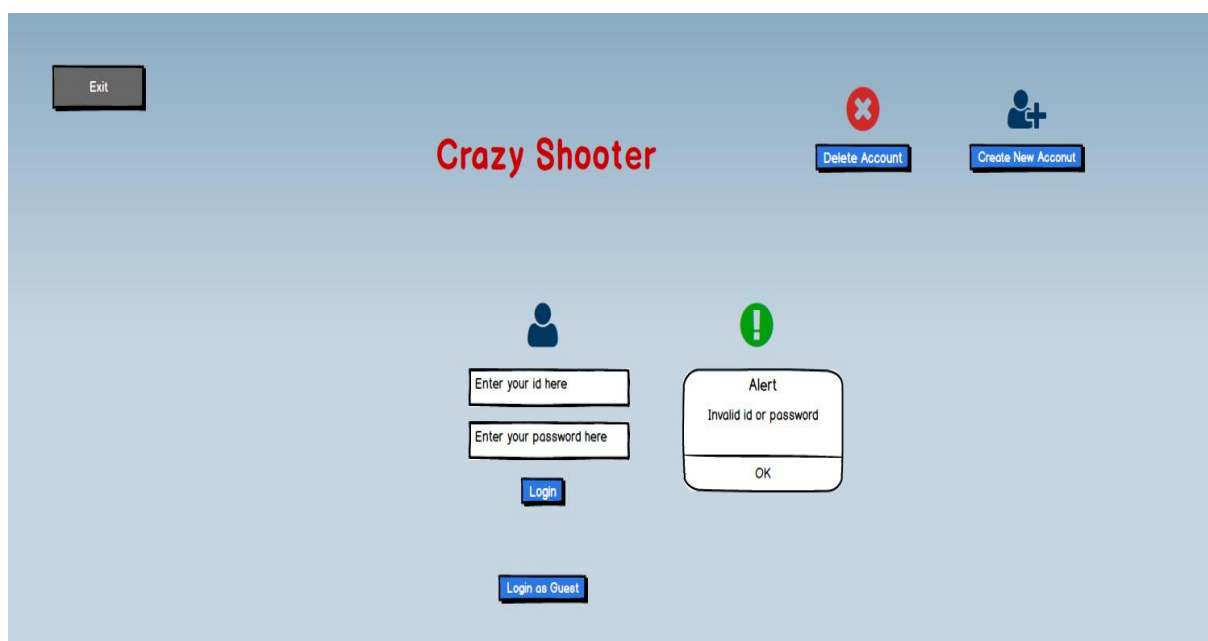 Exit
Crazy Shooter
Delete Account
Create New Acconut
Enter your id here
Enter your password here
Login
Alert
Invalid id or password
OK
Login as Guest